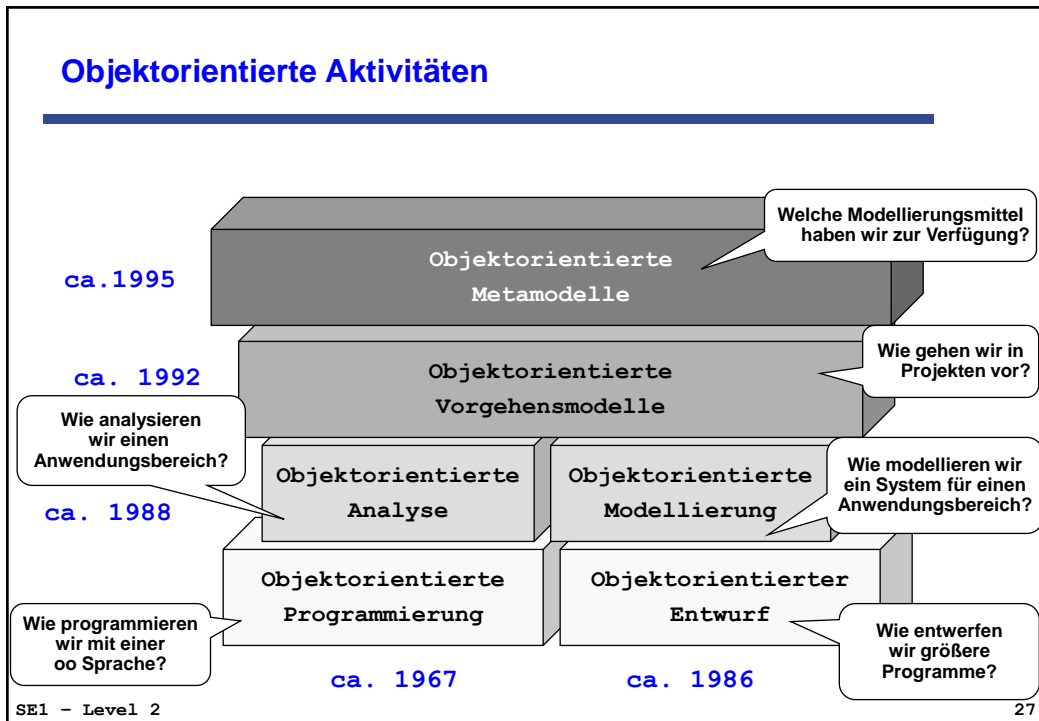 Objektorientierte Aktivitäten
Welche Modellierungsmittel
haben wir zur Verfügung?
ca.1995
Objektorientierte
Metamodelle
Wie gehen wir in
Projekten vor?
ca. 1992
Objektorientierte
Vorgehensmodelle
Wie analysieren
wir einen
Anwendungsbereich?
ca. 1988
Objektorientierte
Analyse
Objektorientierte
Modellierung
Wie modellieren wir
ein System für einen
Anwendungsbereich?
Objektorientierte
Programmierung
Objektorientierter
Entwurf
Wie programmieren
wir mit einer
oo Sprache?
Wie entwerfen
wir größere
Programme?
ca. 1967
ca. 1986
SE1 – Level 2
27